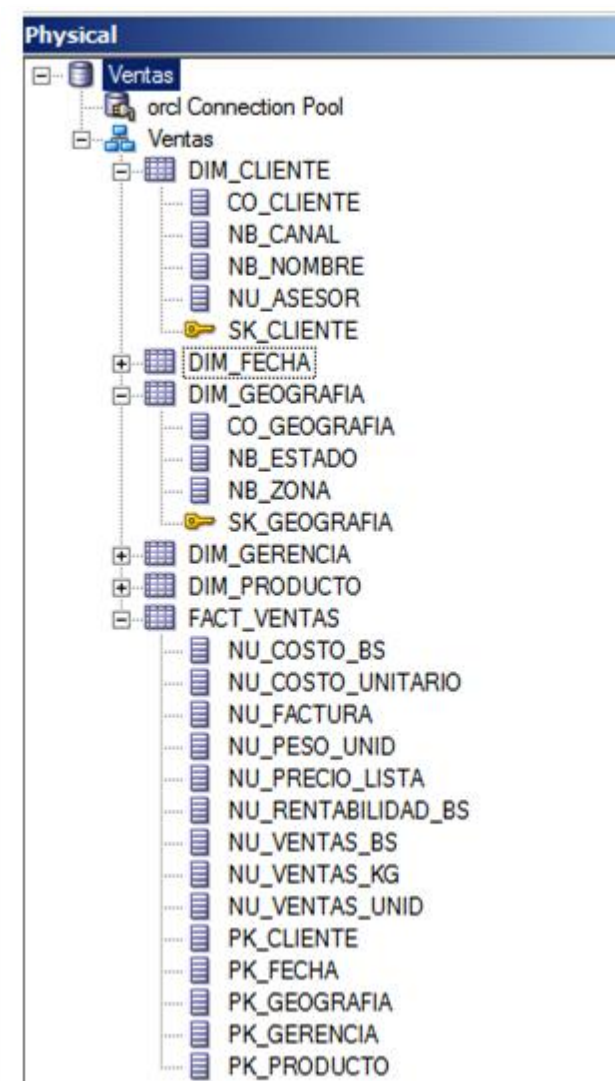 Physical
Ventas
orcl Connection Pool
Ventas
DIM_CLIENTE
CO_CLIENTE
NB_CANAL
NB_NOMBRE
NU_ASESOR
SK_CLIENTE
DIM_FECHA
DIM_GEOGRAFIA
CO_GEOGRAFIA
NB_ESTADO
NB_ZONA
SK_GEOGRAFIA
DIM_GERENCIA
DIM_PRODUCTO
FACT_VENTAS
NU_COSTO_BS
NU_COSTO_UNITARIO
NU_FACTURA
NU_PESO_UNID
NU_PRECIO_LISTA
NU_RENTABILIDAD_BS
NU_VENTAS_BS
NU_VENTAS_KG
NU_VENTAS_UNID
PK_CLIENTE
PK_FECHA
PK_GEOGRAFIA
PK_GERENCIA
PK_PRODUCTO